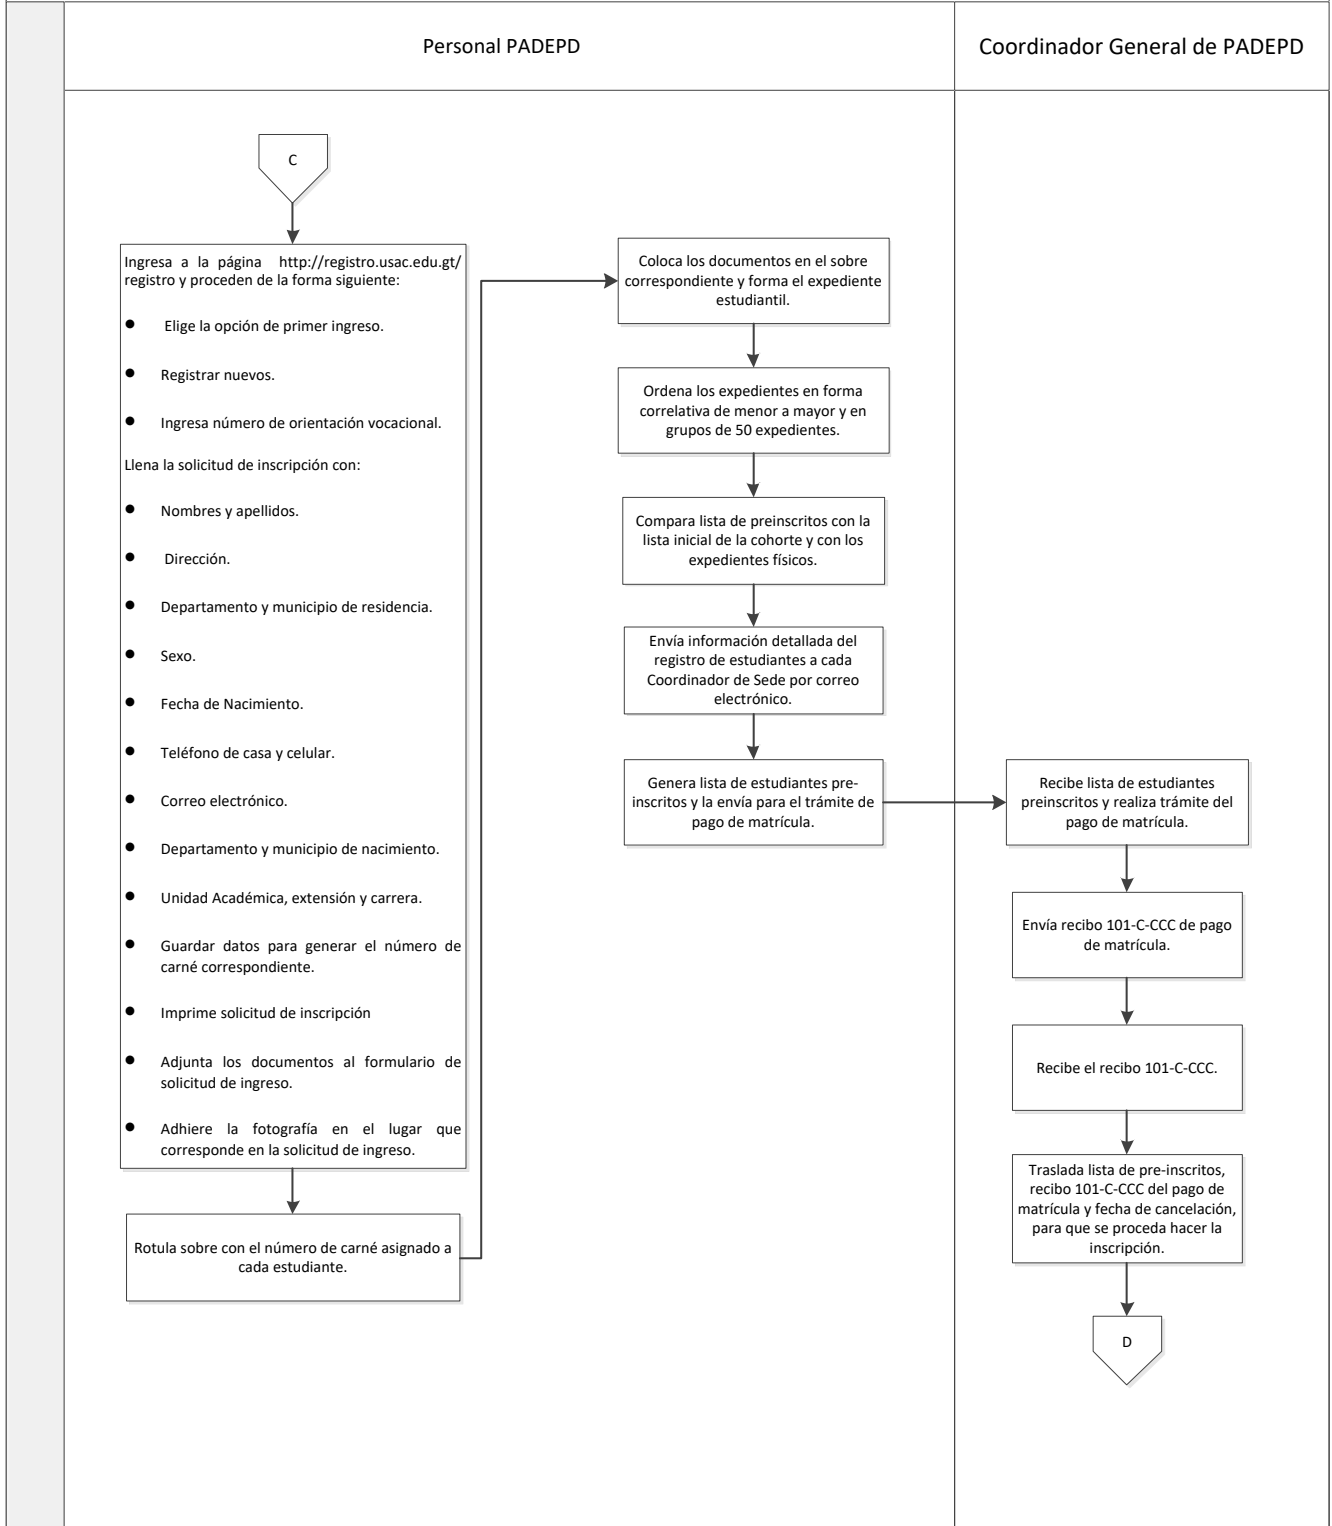 Personal PADEPD
Coordinador General de PADEPD
C
Ingresa a la página http://registro.usac.edu.gt/
registro y proceden de la forma siguiente:
● Elige la opción de primer ingreso.
● Registrar nuevos.
● Ingresa número de orientación vocacional.
Llena la solicitud de inscripción con:
● Nombres y apellidos.
● Dirección.
● Departamento y municipio de residencia.
● Sexo.
● Fecha de Nacimiento.
● Teléfono de casa y celular.
● Correo electrónico.
● Departamento y municipio de nacimiento.
● Unidad Académica, extensión y carrera.
● Guardar datos para generar el número de
carné correspondiente.
● Imprime solicitud de inscripción
● Adjunta los documentos al formulario de
solicitud de ingreso.
● Adhiere la fotografía en el lugar que
corresponde en la solicitud de ingreso.
Rotula sobre con el número de carné asignado a
cada estudiante.
Coloca los documentos en el sobre
correspondiente y forma el expediente
estudiantil.
Ordena los expedientes en forma
correlativa de menor a mayor y en
grupos de 50 expedientes.
Compara lista de preinscritos con la
lista inicial de la cohorte y con los
expedientes físicos.
Envía información detallada del
registro de estudiantes a cada
Coordinador de Sede por correo
electrónico.
Genera lista de estudiantes pre-
inscritos y la envía para el trámite de
pago de matrícula.
Recibe lista de estudiantes
preinscritos y realiza trámite del
pago de matrícula.
Envía recibo 101-C-CCC de pago
de matrícula.
Recibe el recibo 101-C-CCC.
Traslada lista de pre-inscritos,
recibo 101-C-CCC del pago de
matrícula y fecha de cancelación,
para que se proceda hacer la
inscripción.
D